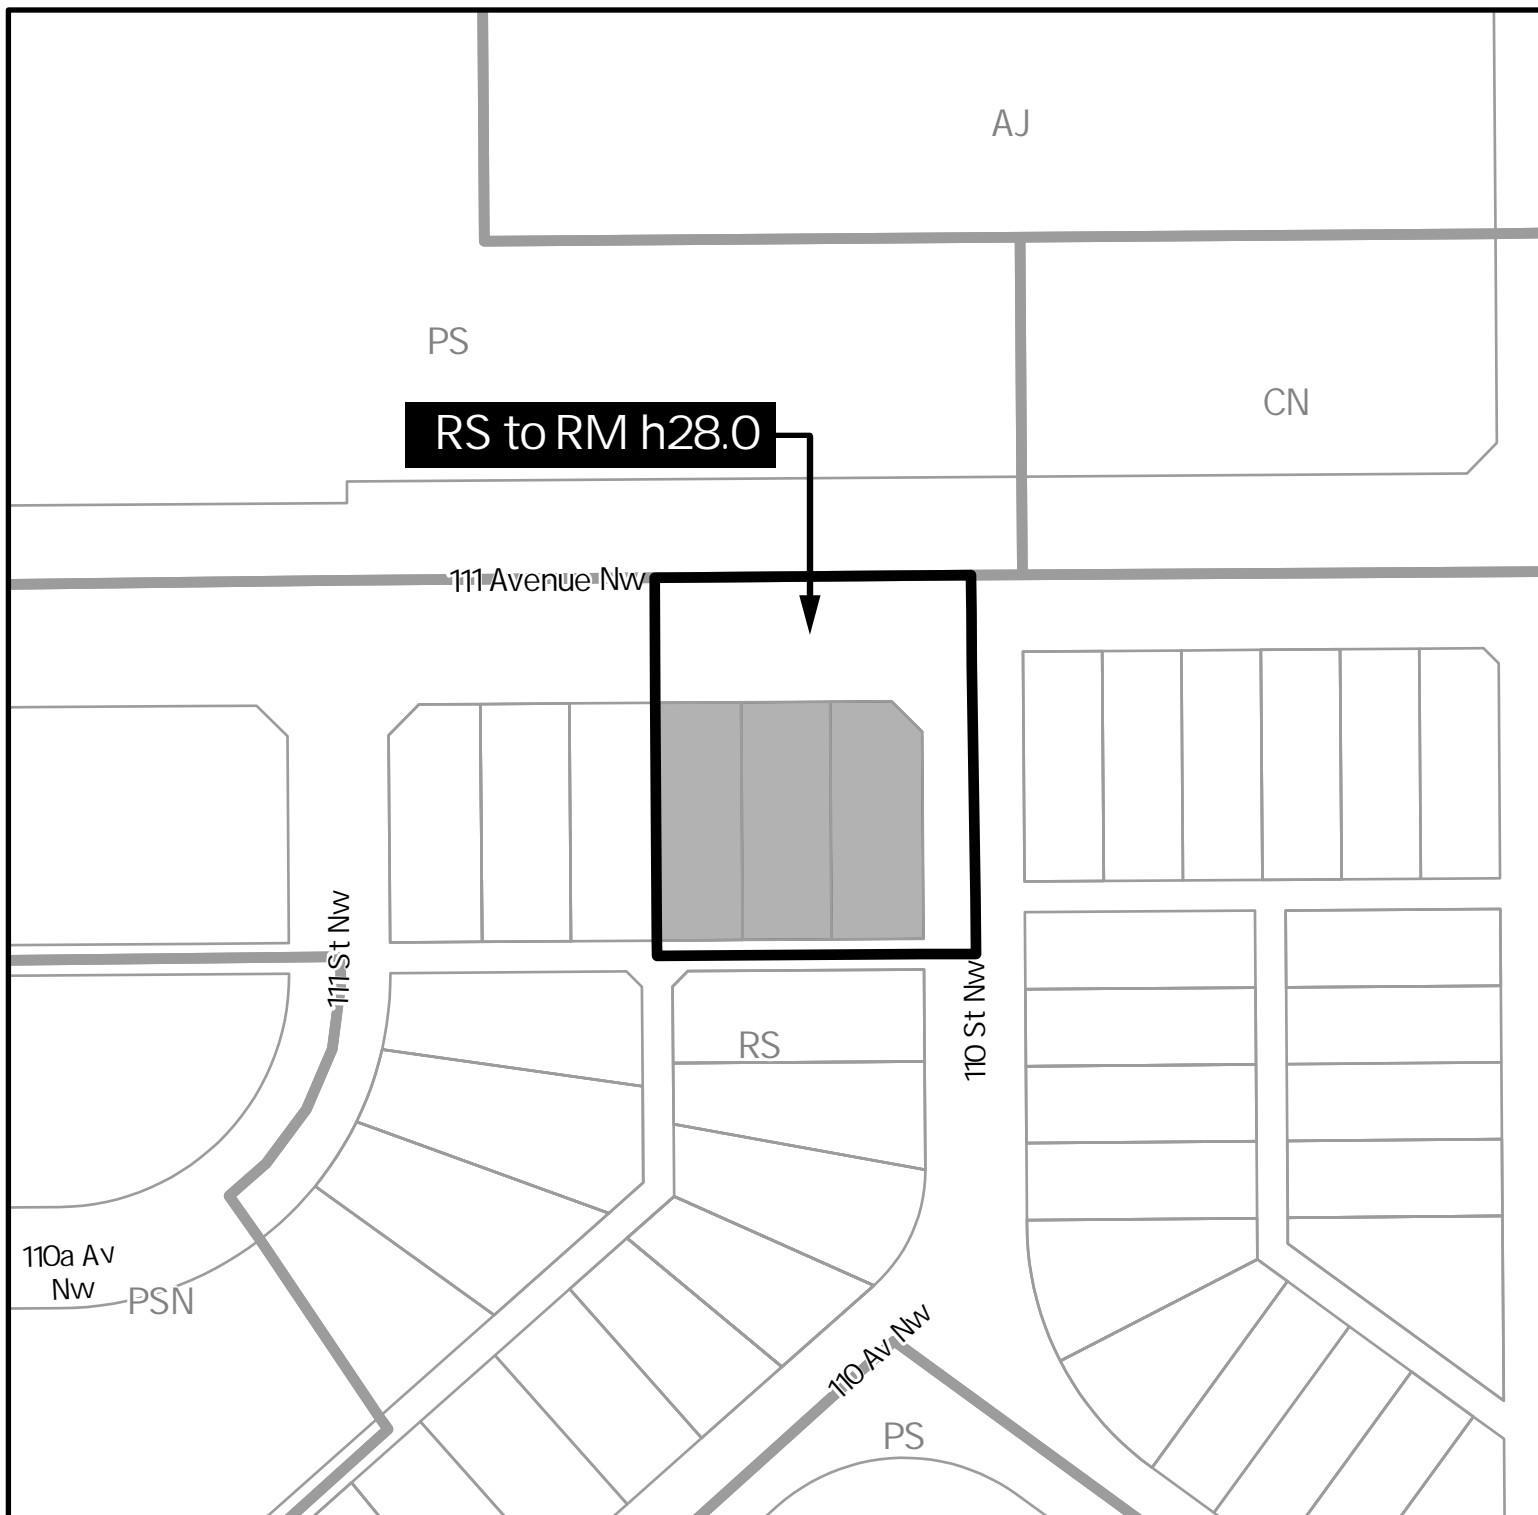 AJ
PS
CN
RS to RM h28.0
111 Avenue Nw
111 St Nw
110 St Nw
RS
110a Av
Nw
PSN
110 Av Nw
PS